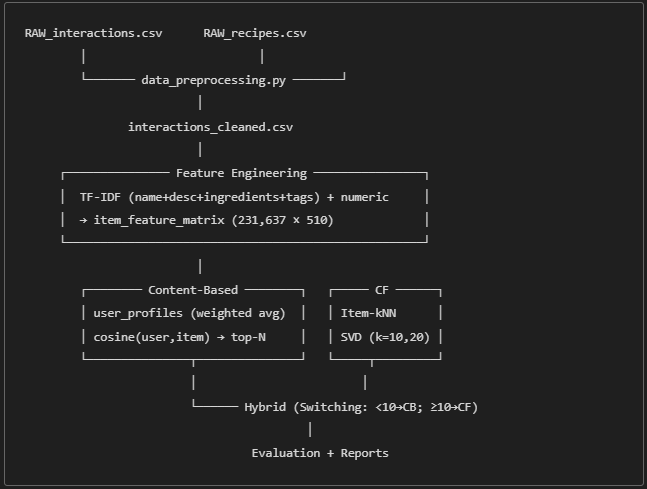 RAW_interactions.csv RAW_recipes.csv
data_preprocessing.py
interactions_cleaned.csv
Feature Engineering
TF-IDF (name+desc+ingredients+tags) + numeric
→ item_feature_matrix (231,637 × 510)
Content-Based CF
user_profiles (weighted avg) Item-kNN
cosine(user,item) → top-N SVD (k=10,20)
Hybrid (Switching: <10→CB; ≥10→CF)
Evaluation + Reports